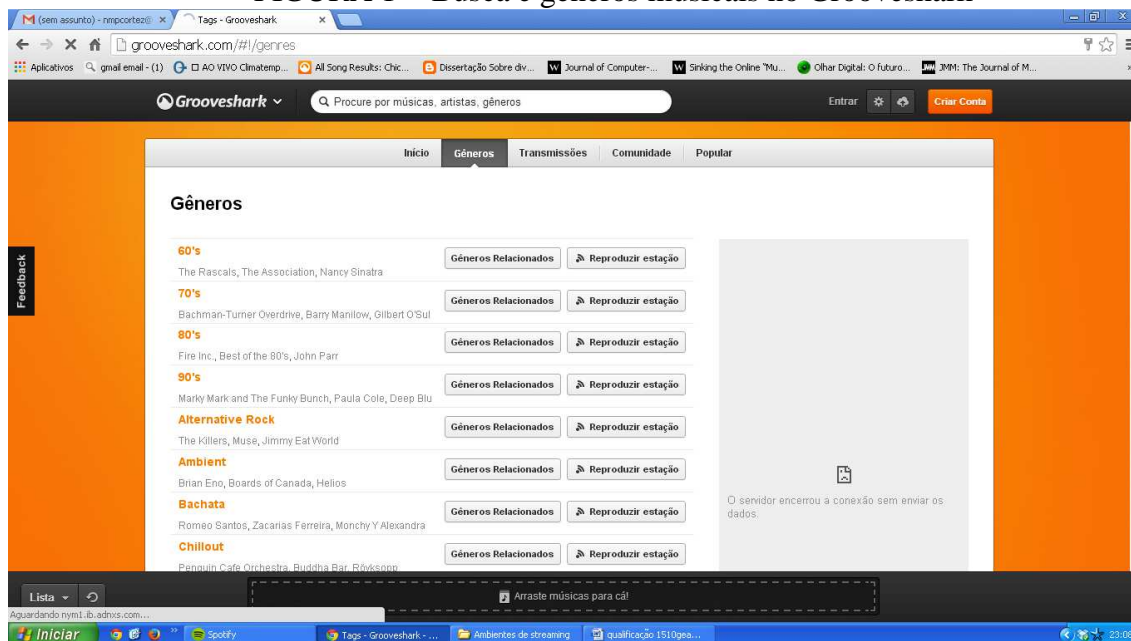 FIGURA 1 – Busca e gêneros musicais no Grooveshark
(sem assunto) - nmpcortez@
Tags - Grooveshark
grooveshark.com/#!/genres
Aplicativos
gmail email - (1)
AO VIVO Climatemp...
All Song Results: Chic...
Dissertação Sobre div...
Journal of Computer-...
Sinking the Online "Mu...
Olhar Digital: O futuro...
JMM: The Journal of M...
Grooveshark
Procure por músicas, artistas, gêneros
Entrar
Criar Conta
Início Gêneros Transmissões Comunidade Popular
Gêneros
Feedback
60's
The Rascals, The Association, Nancy Sinatra
Gêneros Relacionados Reproduzir estação
70's
Bachman-Turner Overdrive, Barry Manilow, Gilbert O'Sul
Gêneros Relacionados Reproduzir estação
80's
Fire Inc., Best of the 80's, John Parr
Gêneros Relacionados Reproduzir estação
90's
Marky Mark and The Funky Bunch, Paula Cole, Deep Blu
Gêneros Relacionados Reproduzir estação
Alternative Rock
The Killers, Muse, Jimmy Eat World
Gêneros Relacionados Reproduzir estação
Ambient
Brian Eno, Boards of Canada, Helios
Gêneros Relacionados Reproduzir estação
Bachata
Romeo Santos, Zacarias Ferreira, Monchy Y Alexandra
Gêneros Relacionados Reproduzir estação
Chillout
Penguin Cafe Orchestra, Buddha Bar, Röyksopp
Gêneros Relacionados Reproduzir estação
O servidor encerrou a conexão sem enviar os
dados.
Lista
Arraste músicas para cá!
Aguardando nym1.ib.adnxs.com...
Iniciar
Spotify
Tags - Grooveshark - ...
Ambientes de streaming
qualificação 1510gea...
23:08